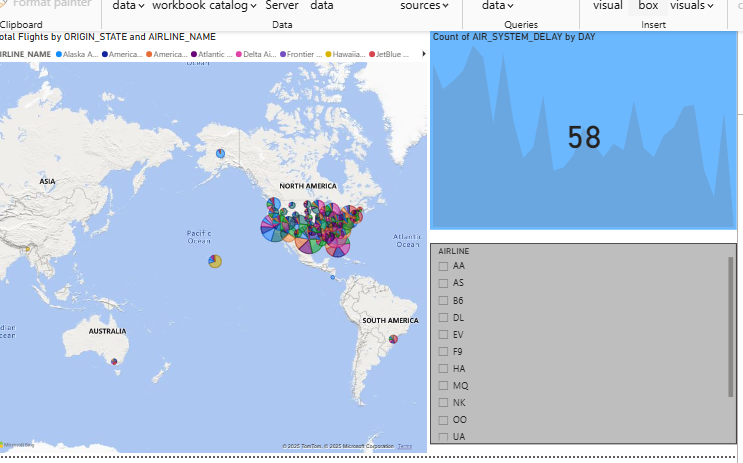 Format painter
data
workbook catalog
Server
data
sources
data
visual
box
visuals
Clipboard
Data
Queries
Insert
otal Flights by ORIGIN_STATE and AIRLINE_NAME
IRLINE_NAME
Alaska A...
America...
America...
Atlantic ...
Delta Ai...
Frontier ...
Hawaiia...
JetBlue ...
Ocean
ASIA
NORTH AMERICA
Pacific
Ocean
Atlantic
Ocean
dian
ean
AUSTRALIA
SOUTH AMERICA
Microsoft Bing
© 2025 TomTom, © 2025 Microsoft Corporation Terms
Count of AIR_SYSTEM_DELAY by DAY
58
AIRLINE
AA
AS
B6
DL
EV
F9
HA
MQ
NK
OO
UA